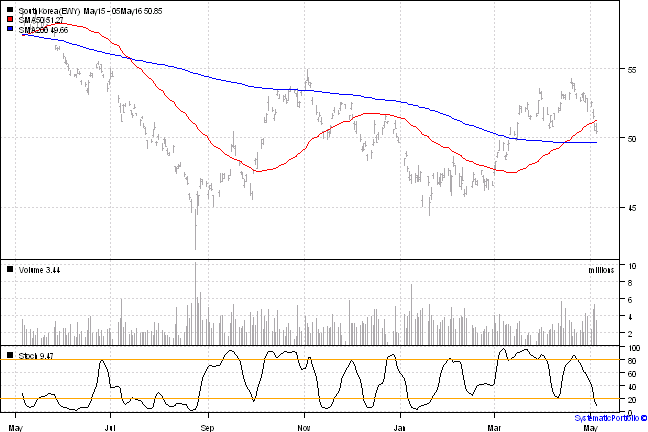 South Korea(EWY) May15 - 05May16 50.85
SMA50 51.27
SMA200 49.66
55
50
45
Volume 3.44
millions
10
8
6
4
2
Stoch 9.47
100
80
60
40
20
0
May Jul Sep Nov Jan Mar May
SystematicPortfolio ©